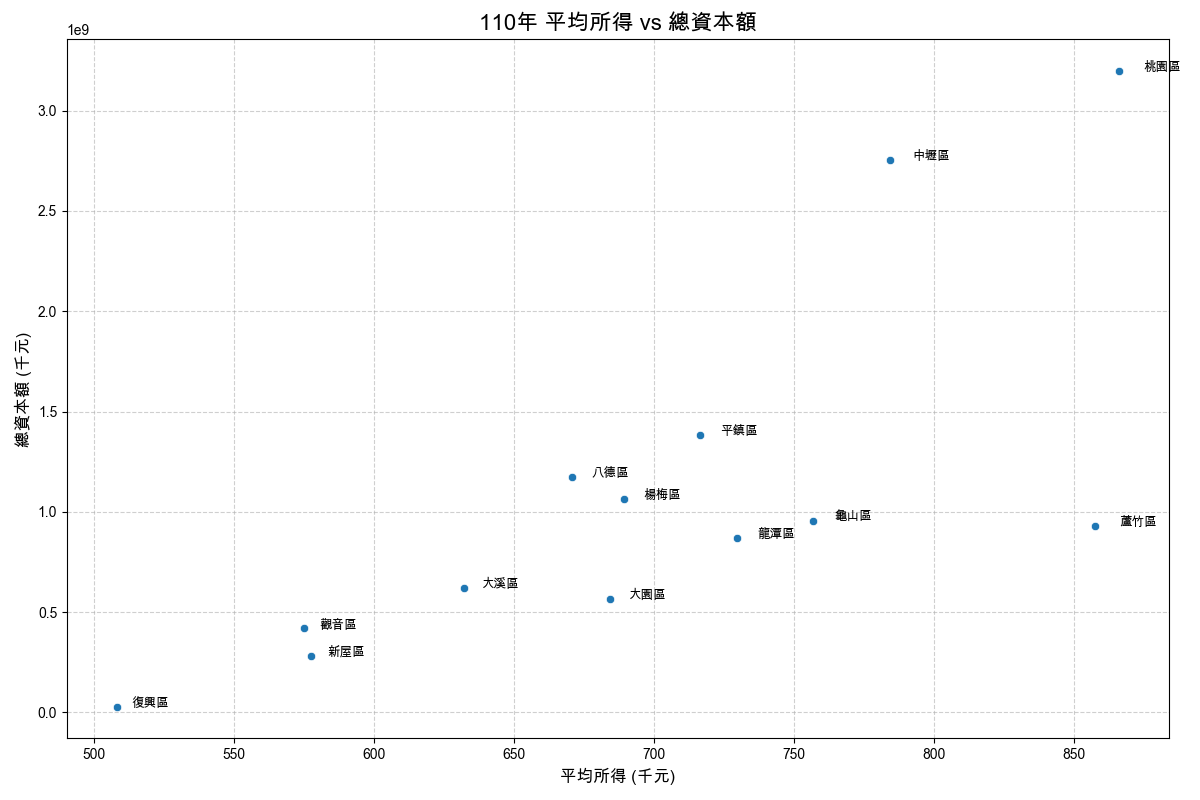 110年 平均所得 vs 總資本額
1e9
桃園區
3.0
中壢區
2.5
2.0
總資本額 (千元)
1.5
平鎮區
八德區
楊梅區
1.0
龜山區
蘆竹區
龍潭區
大溪區
大園區
0.5
觀音區
新屋區
復興區
0.0
500 550 600 650 700 750 800 850
平均所得 (千元)